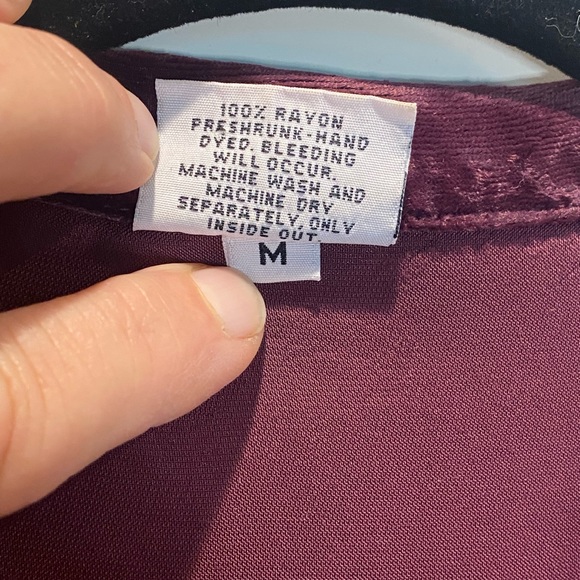 100% RAYON
PRESHRUNK-HAND
DYED. BLEEDING
WILL OCCUR.
MACHINE WASH AND
MACHINE DRY
SEPARATELY, ONLY
INSIDE OUT.
M